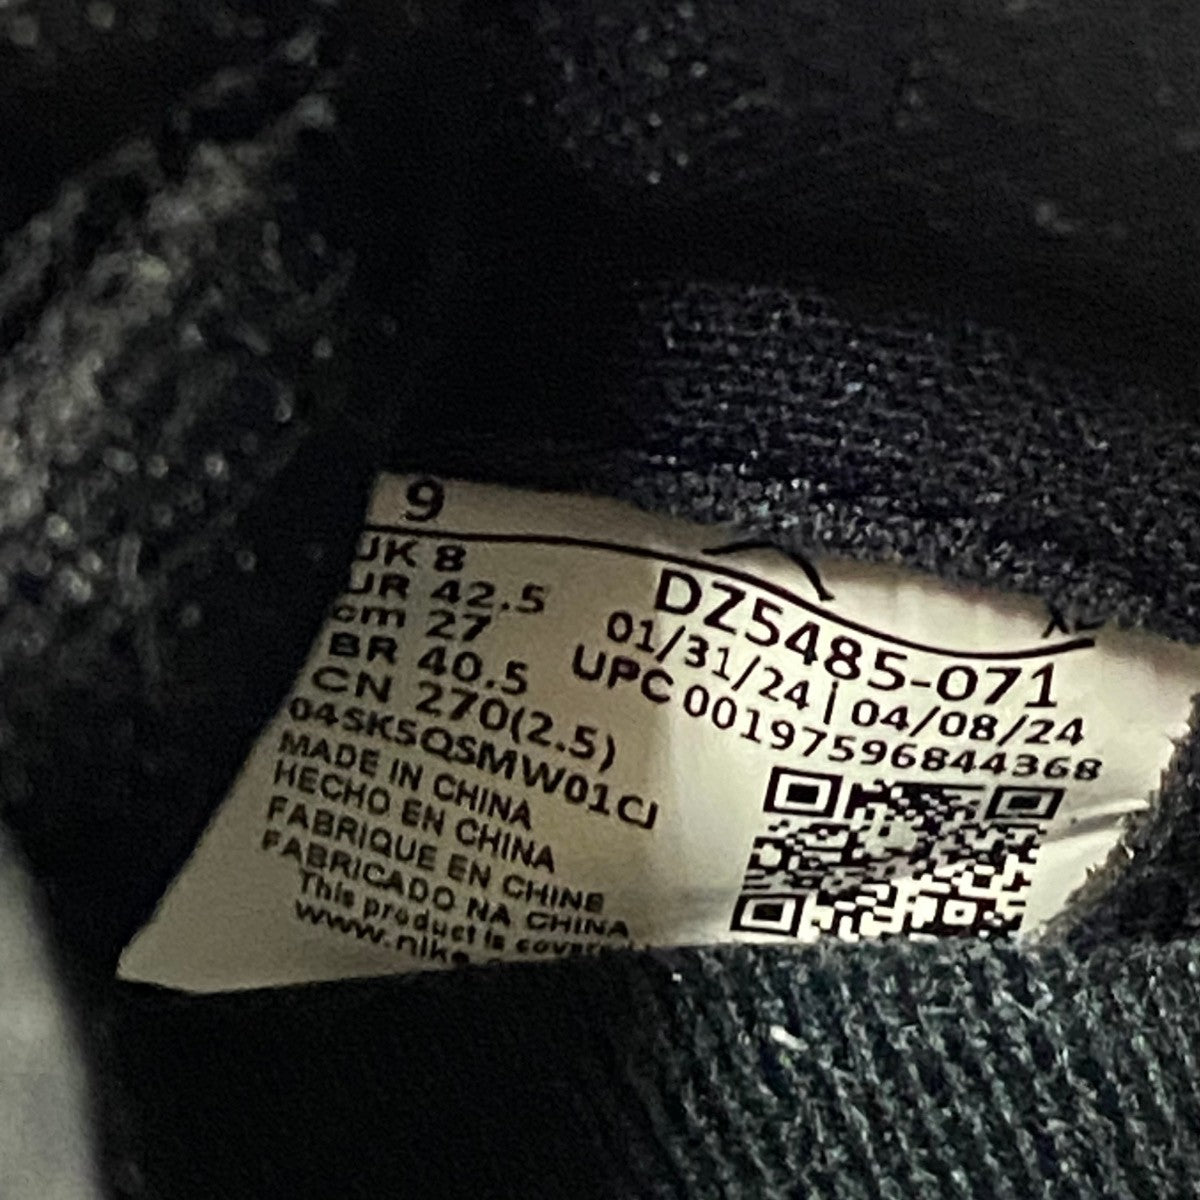 9
UK 8
UR 42.5
cm 27
BR 40.5
CN 270(2.5)
04SK5QSMW01CJ
MADE IN CHINA
HECHO EN CHINA
FABRIQUE EN CHINE
FABRICADO NA CHINA
This product is covered
www.nike.
DZ5485-071
01/31/24 | 04/08/24
UPC 00197596844368